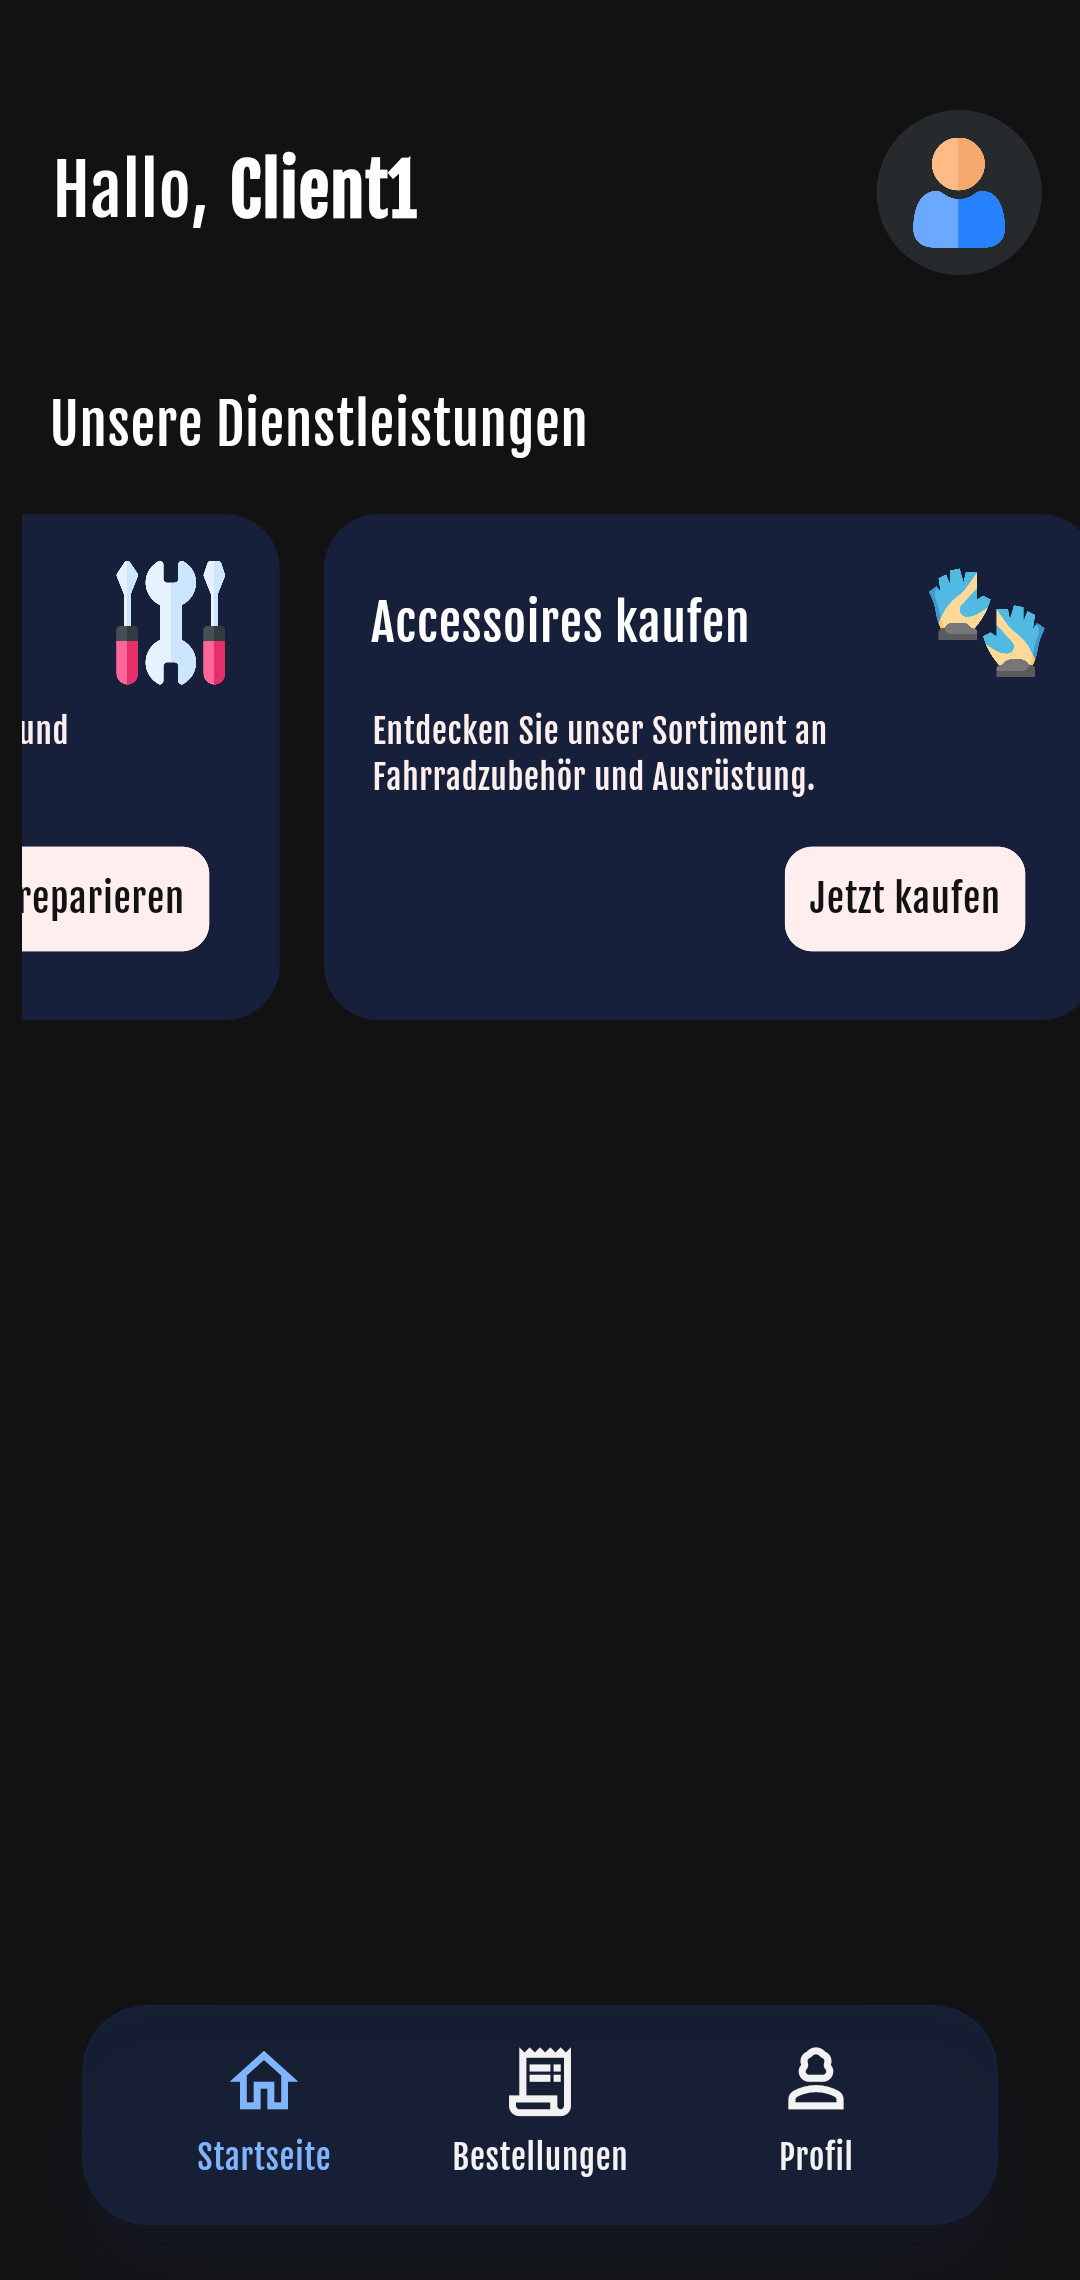 Hallo, Client1
Unsere Dienstleistungen
und
reparieren
Accessoires kaufen
Entdecken Sie unser Sortiment an
Fahrradzubehör und Ausrüstung.
Jetzt kaufen
Startseite
Bestellungen
Profil